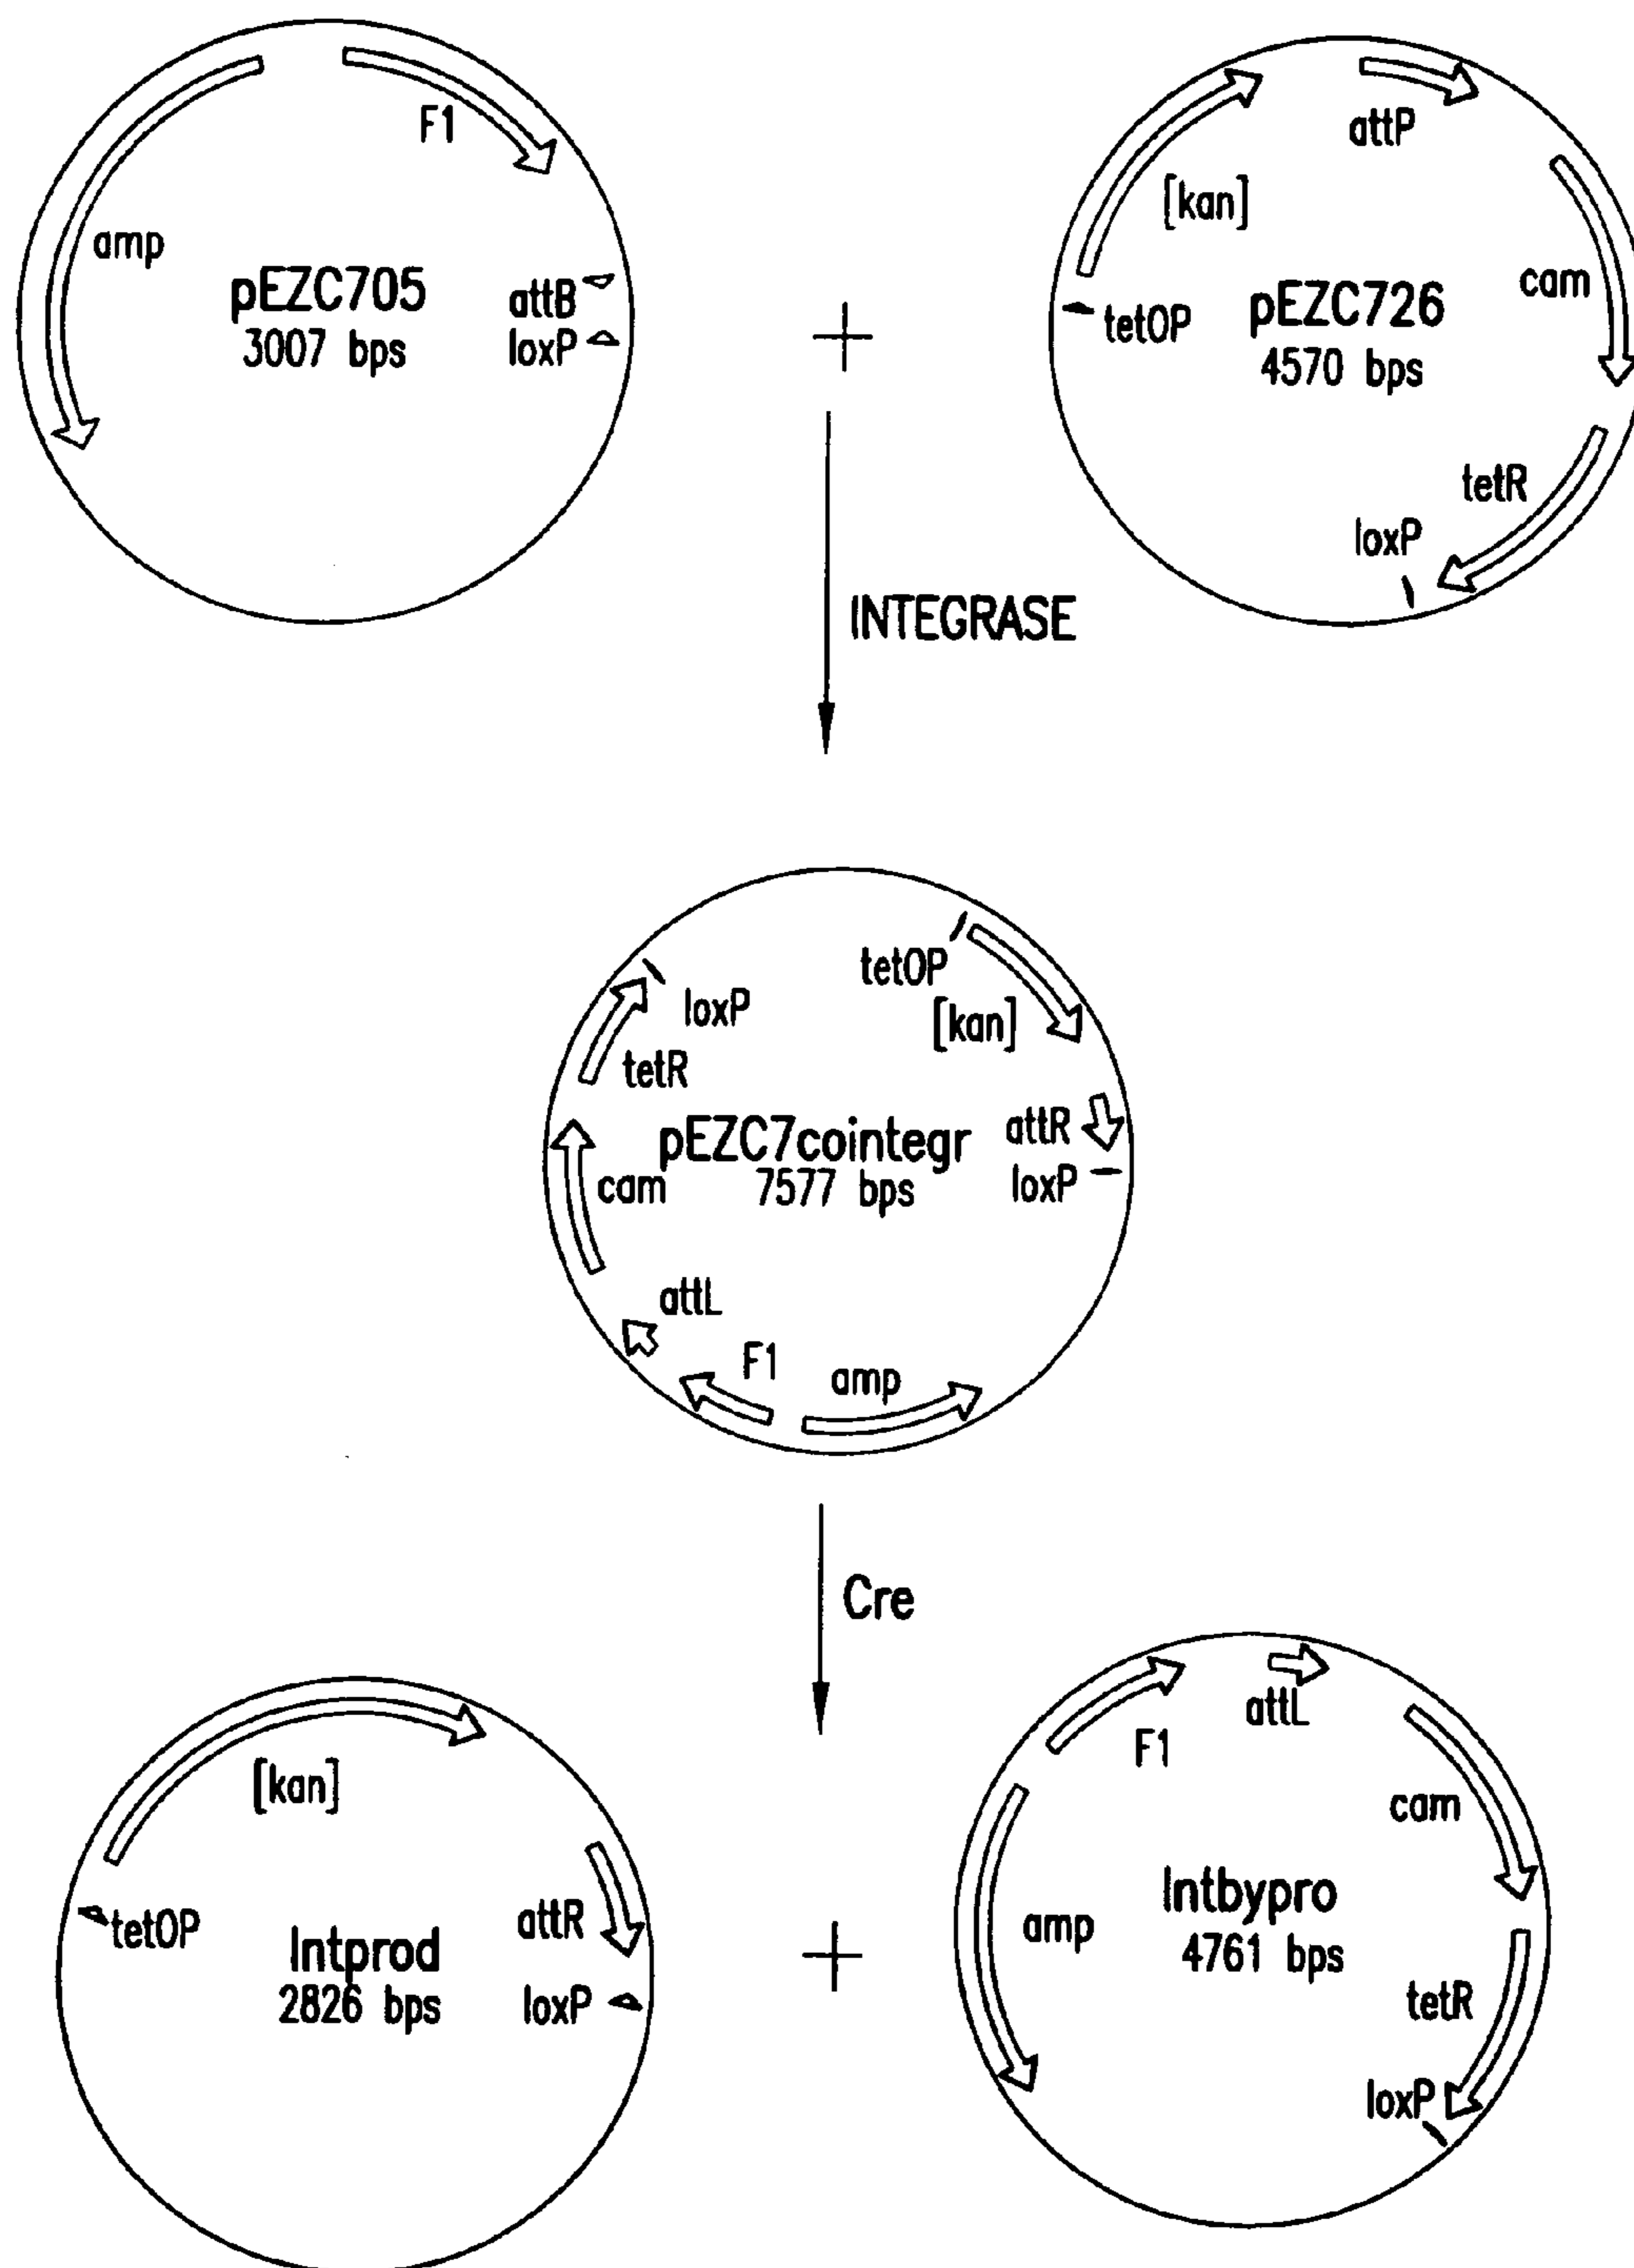 F1
amp
pEZC705
3007 bps
attB
loxP
+
attP
[kan]
cam
tetOP
pEZC726
4570 bps
tetR
loxP
INTEGRASE
tetOP
loxP
[kan]
tetR
attR
pEZC7cointegr
7577 bps
loxP
cam
attL
F1
amp
Cre
[kan]
tetOP
attR
Intprod
2826 bps
loxP
+
attL
F1
cam
Intbypro
4761 bps
amp
tetR
loxP